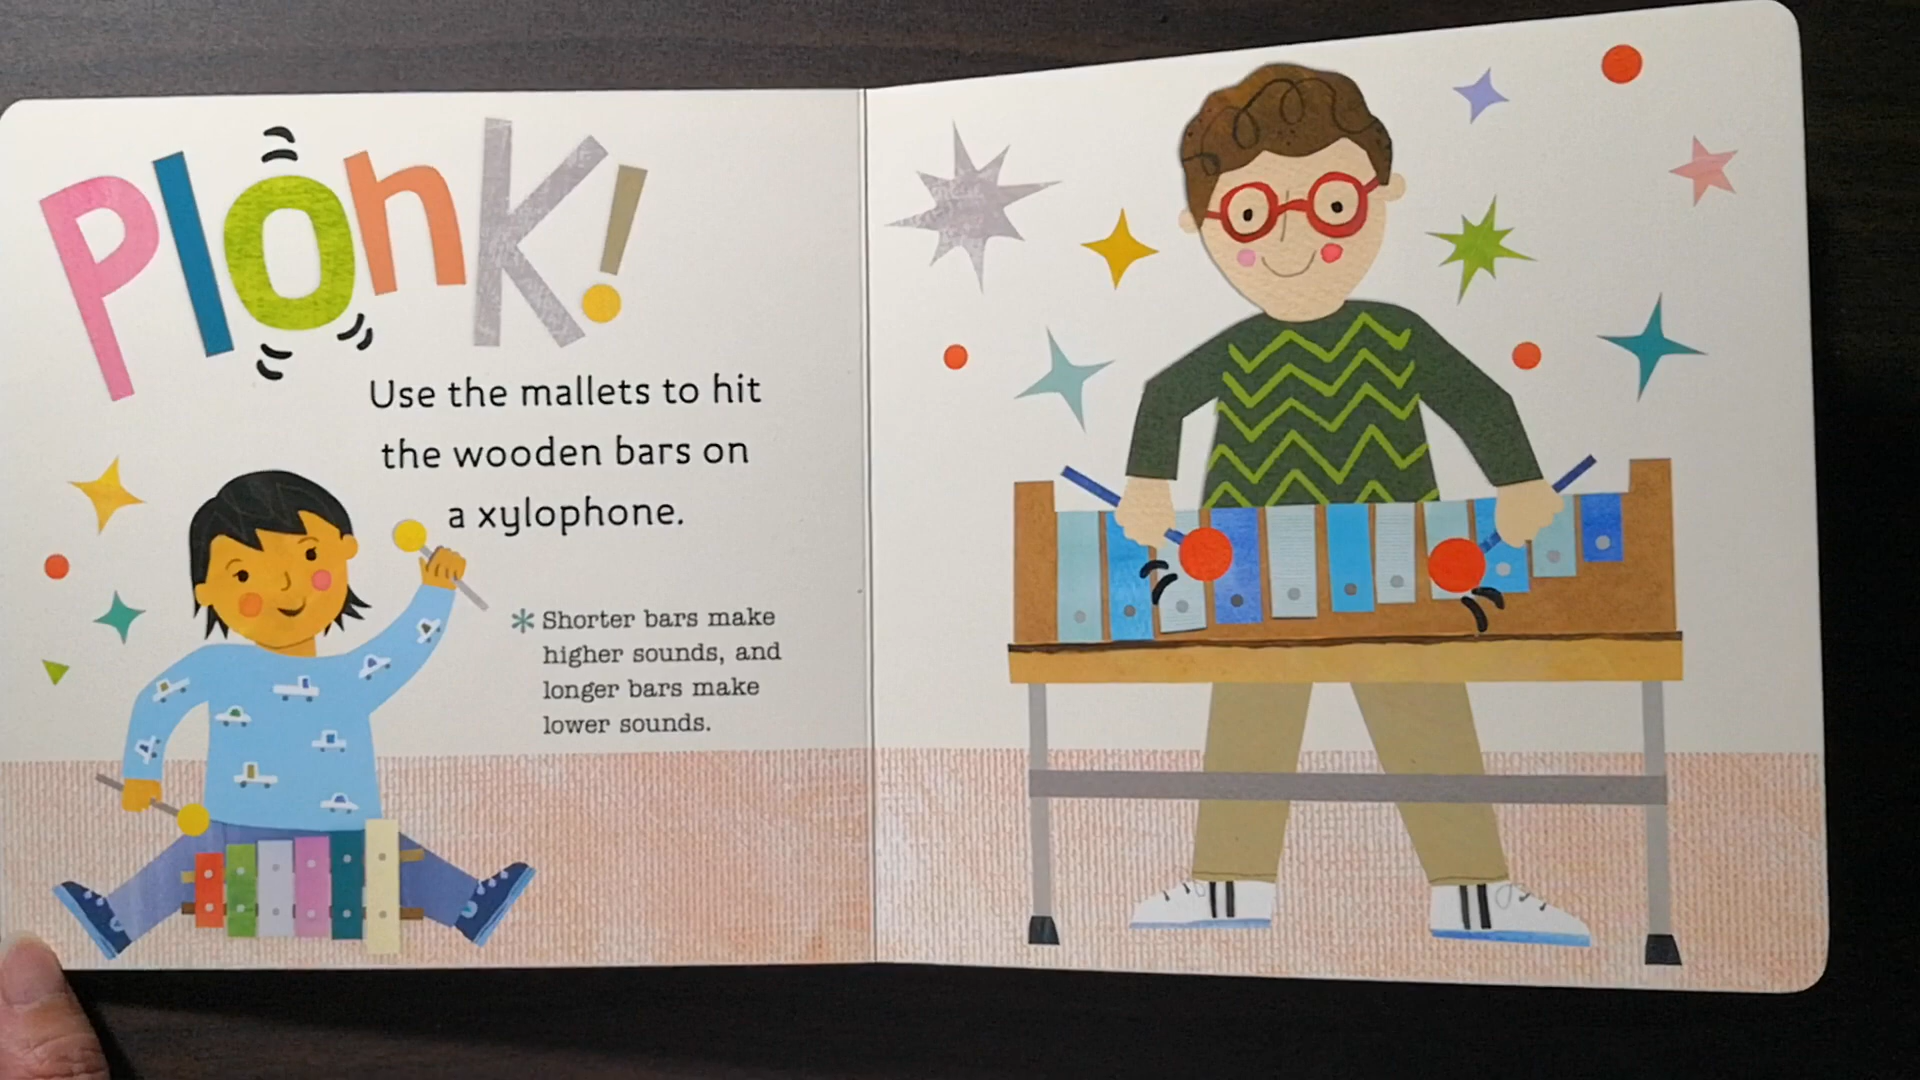 Plonk!
Use the mallets to hit
the wooden bars on
a xylophone.
* Shorter bars make
higher sounds, and
longer bars make
lower sounds.